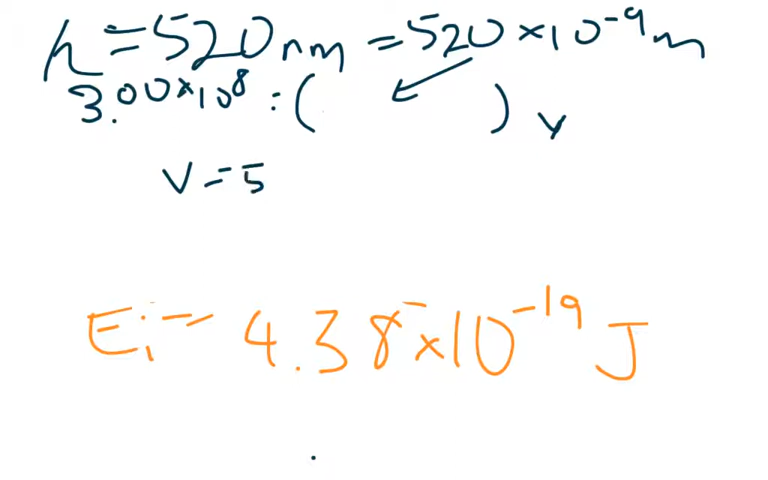 λ = 520 nm = 520 × 10⁻⁹ m
3.00 × 10⁸ = ( ) ν
ν = 5
Ei = 4.38 × 10⁻¹⁹ J